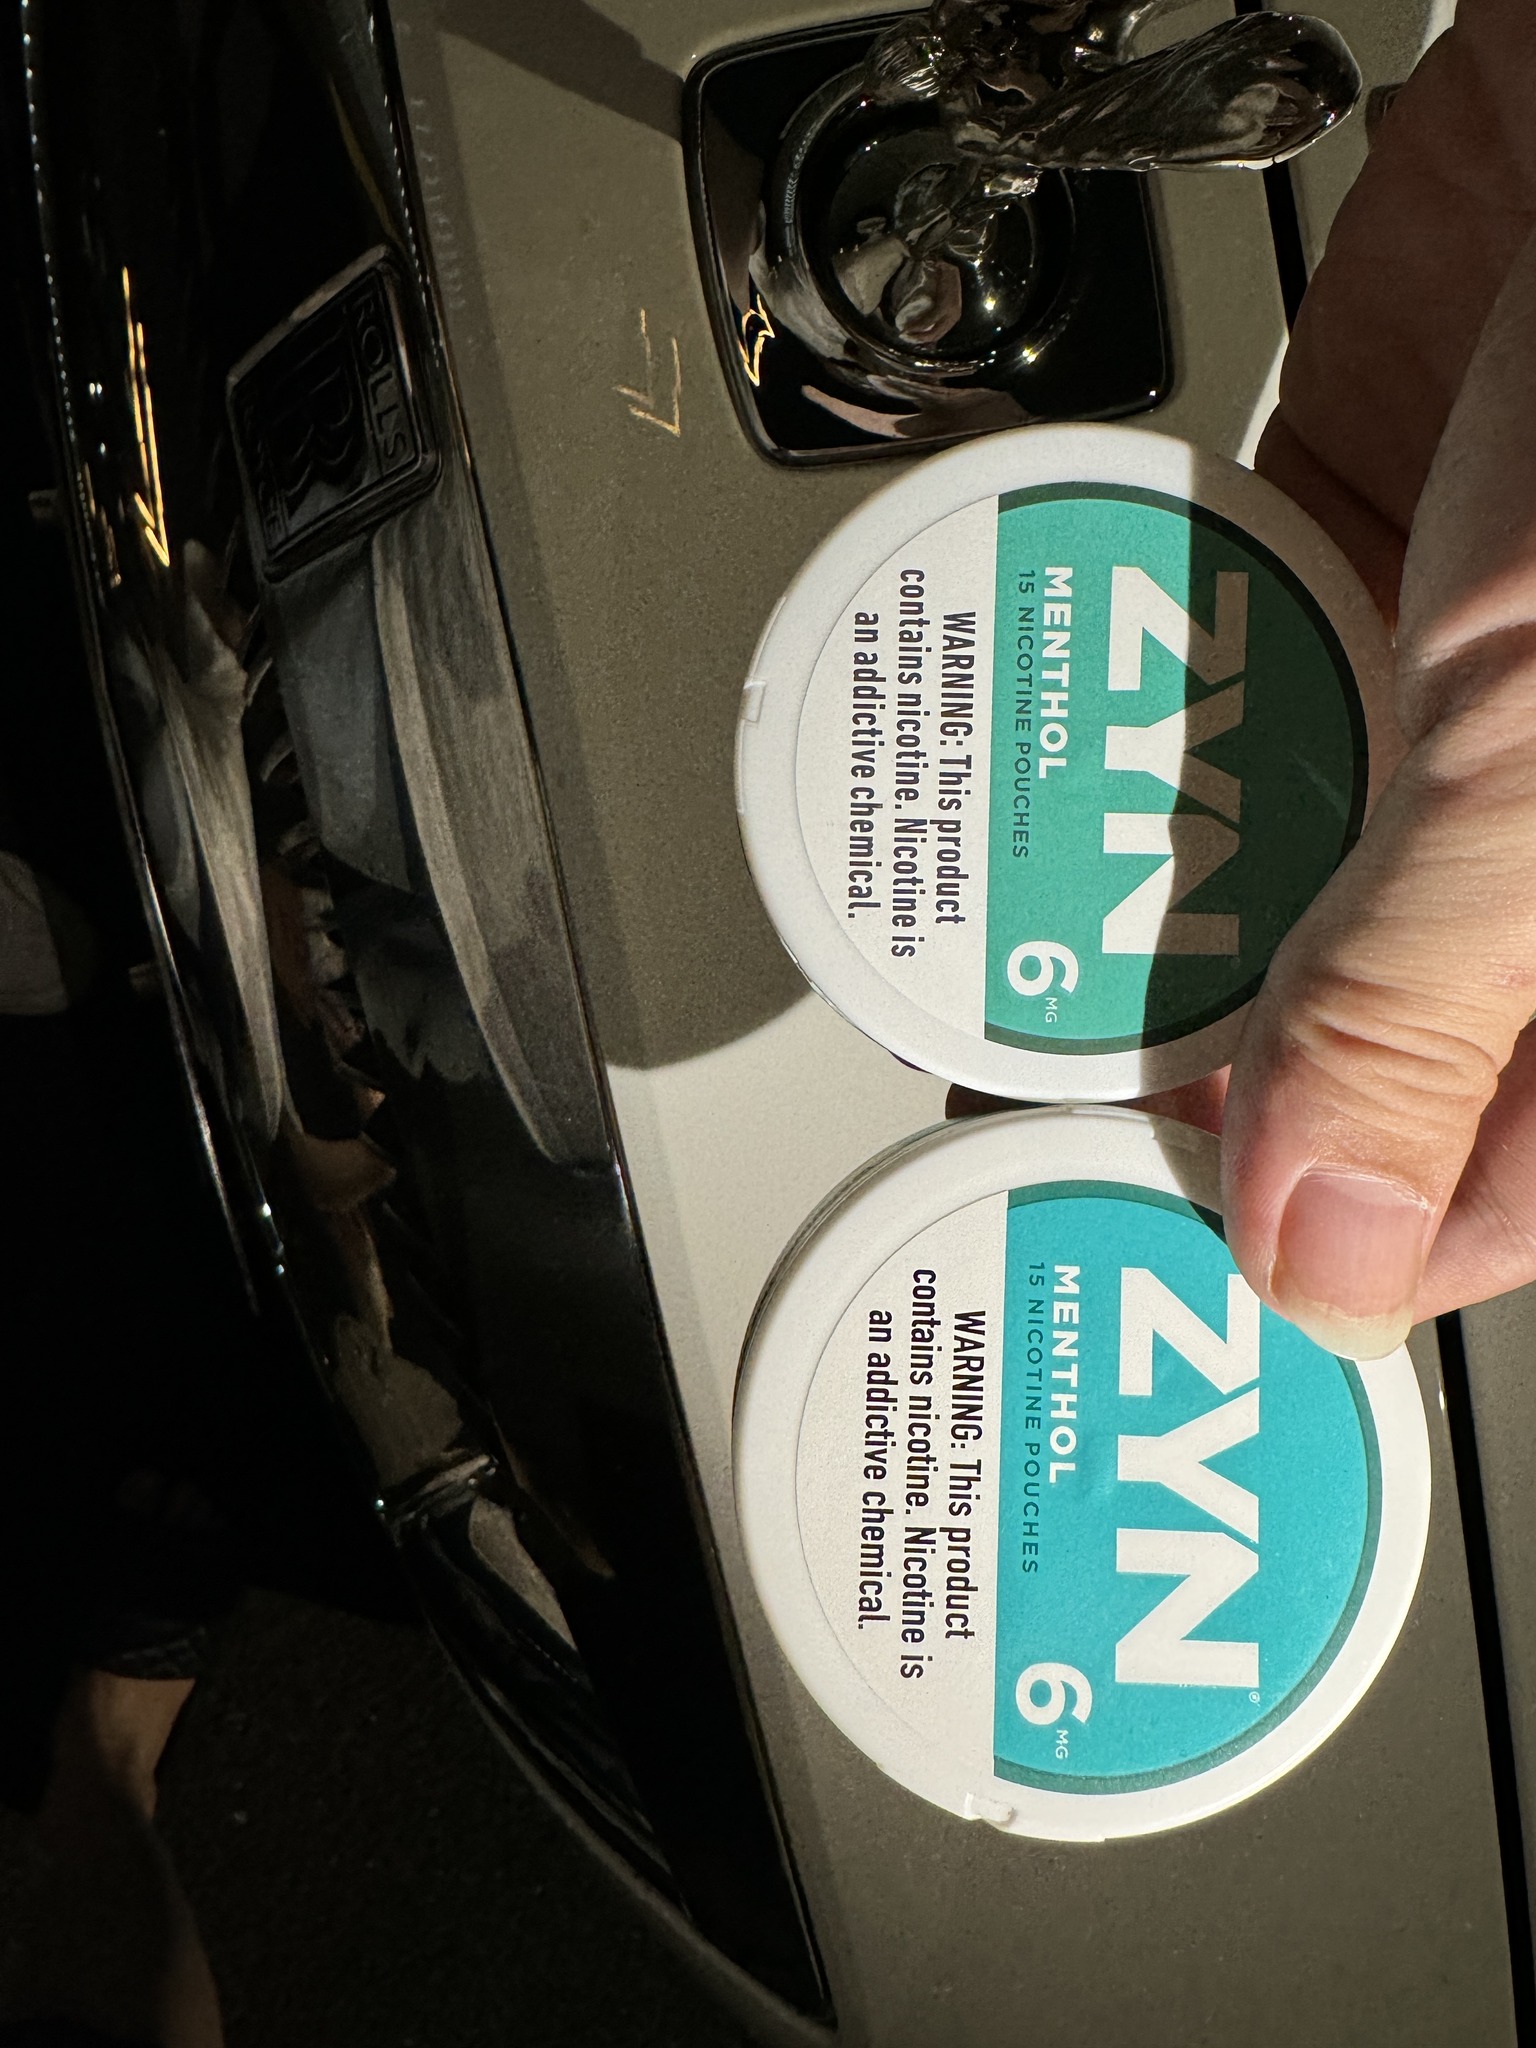 ROLLS
RR
ROYCE
ZYN
MENTHOL
15 NICOTINE POUCHES
6 MG
WARNING: This product
contains nicotine. Nicotine is
an addictive chemical.
ZYN®
MENTHOL
15 NICOTINE POUCHES
6 MG
WARNING: This product
contains nicotine. Nicotine is
an addictive chemical.